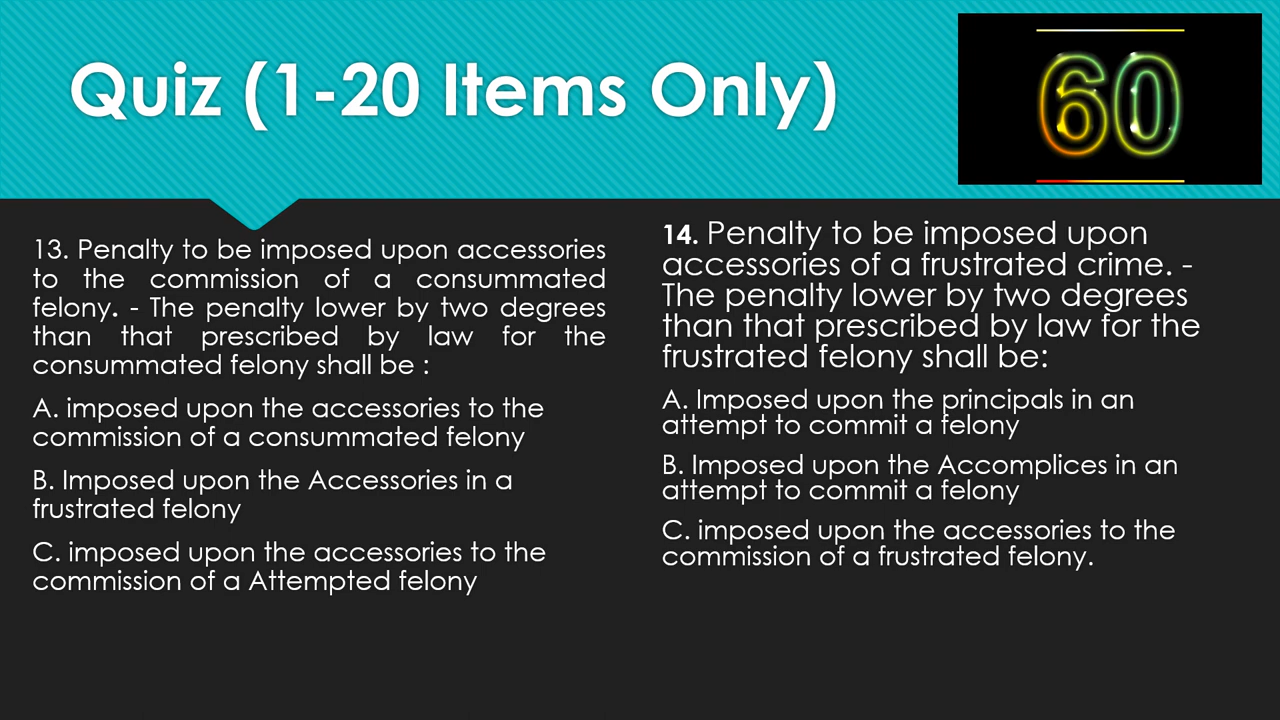 Quiz (1-20 Items Only)
60
13. Penalty to be imposed upon accessories
to the commission of a consummated
felony. - The penalty lower by two degrees
than that prescribed by law for the
consummated felony shall be :
A. imposed upon the accessories to the
commission of a consummated felony
B. Imposed upon the Accessories in a
frustrated felony
C. imposed upon the accessories to the
commission of a Attempted felony
14. Penalty to be imposed upon
accessories of a frustrated crime. -
The penalty lower by two degrees
than that prescribed by law for the
frustrated felony shall be:
A. Imposed upon the principals in an
attempt to commit a felony
B. Imposed upon the Accomplices in an
attempt to commit a felony
C. imposed upon the accessories to the
commission of a frustrated felony.